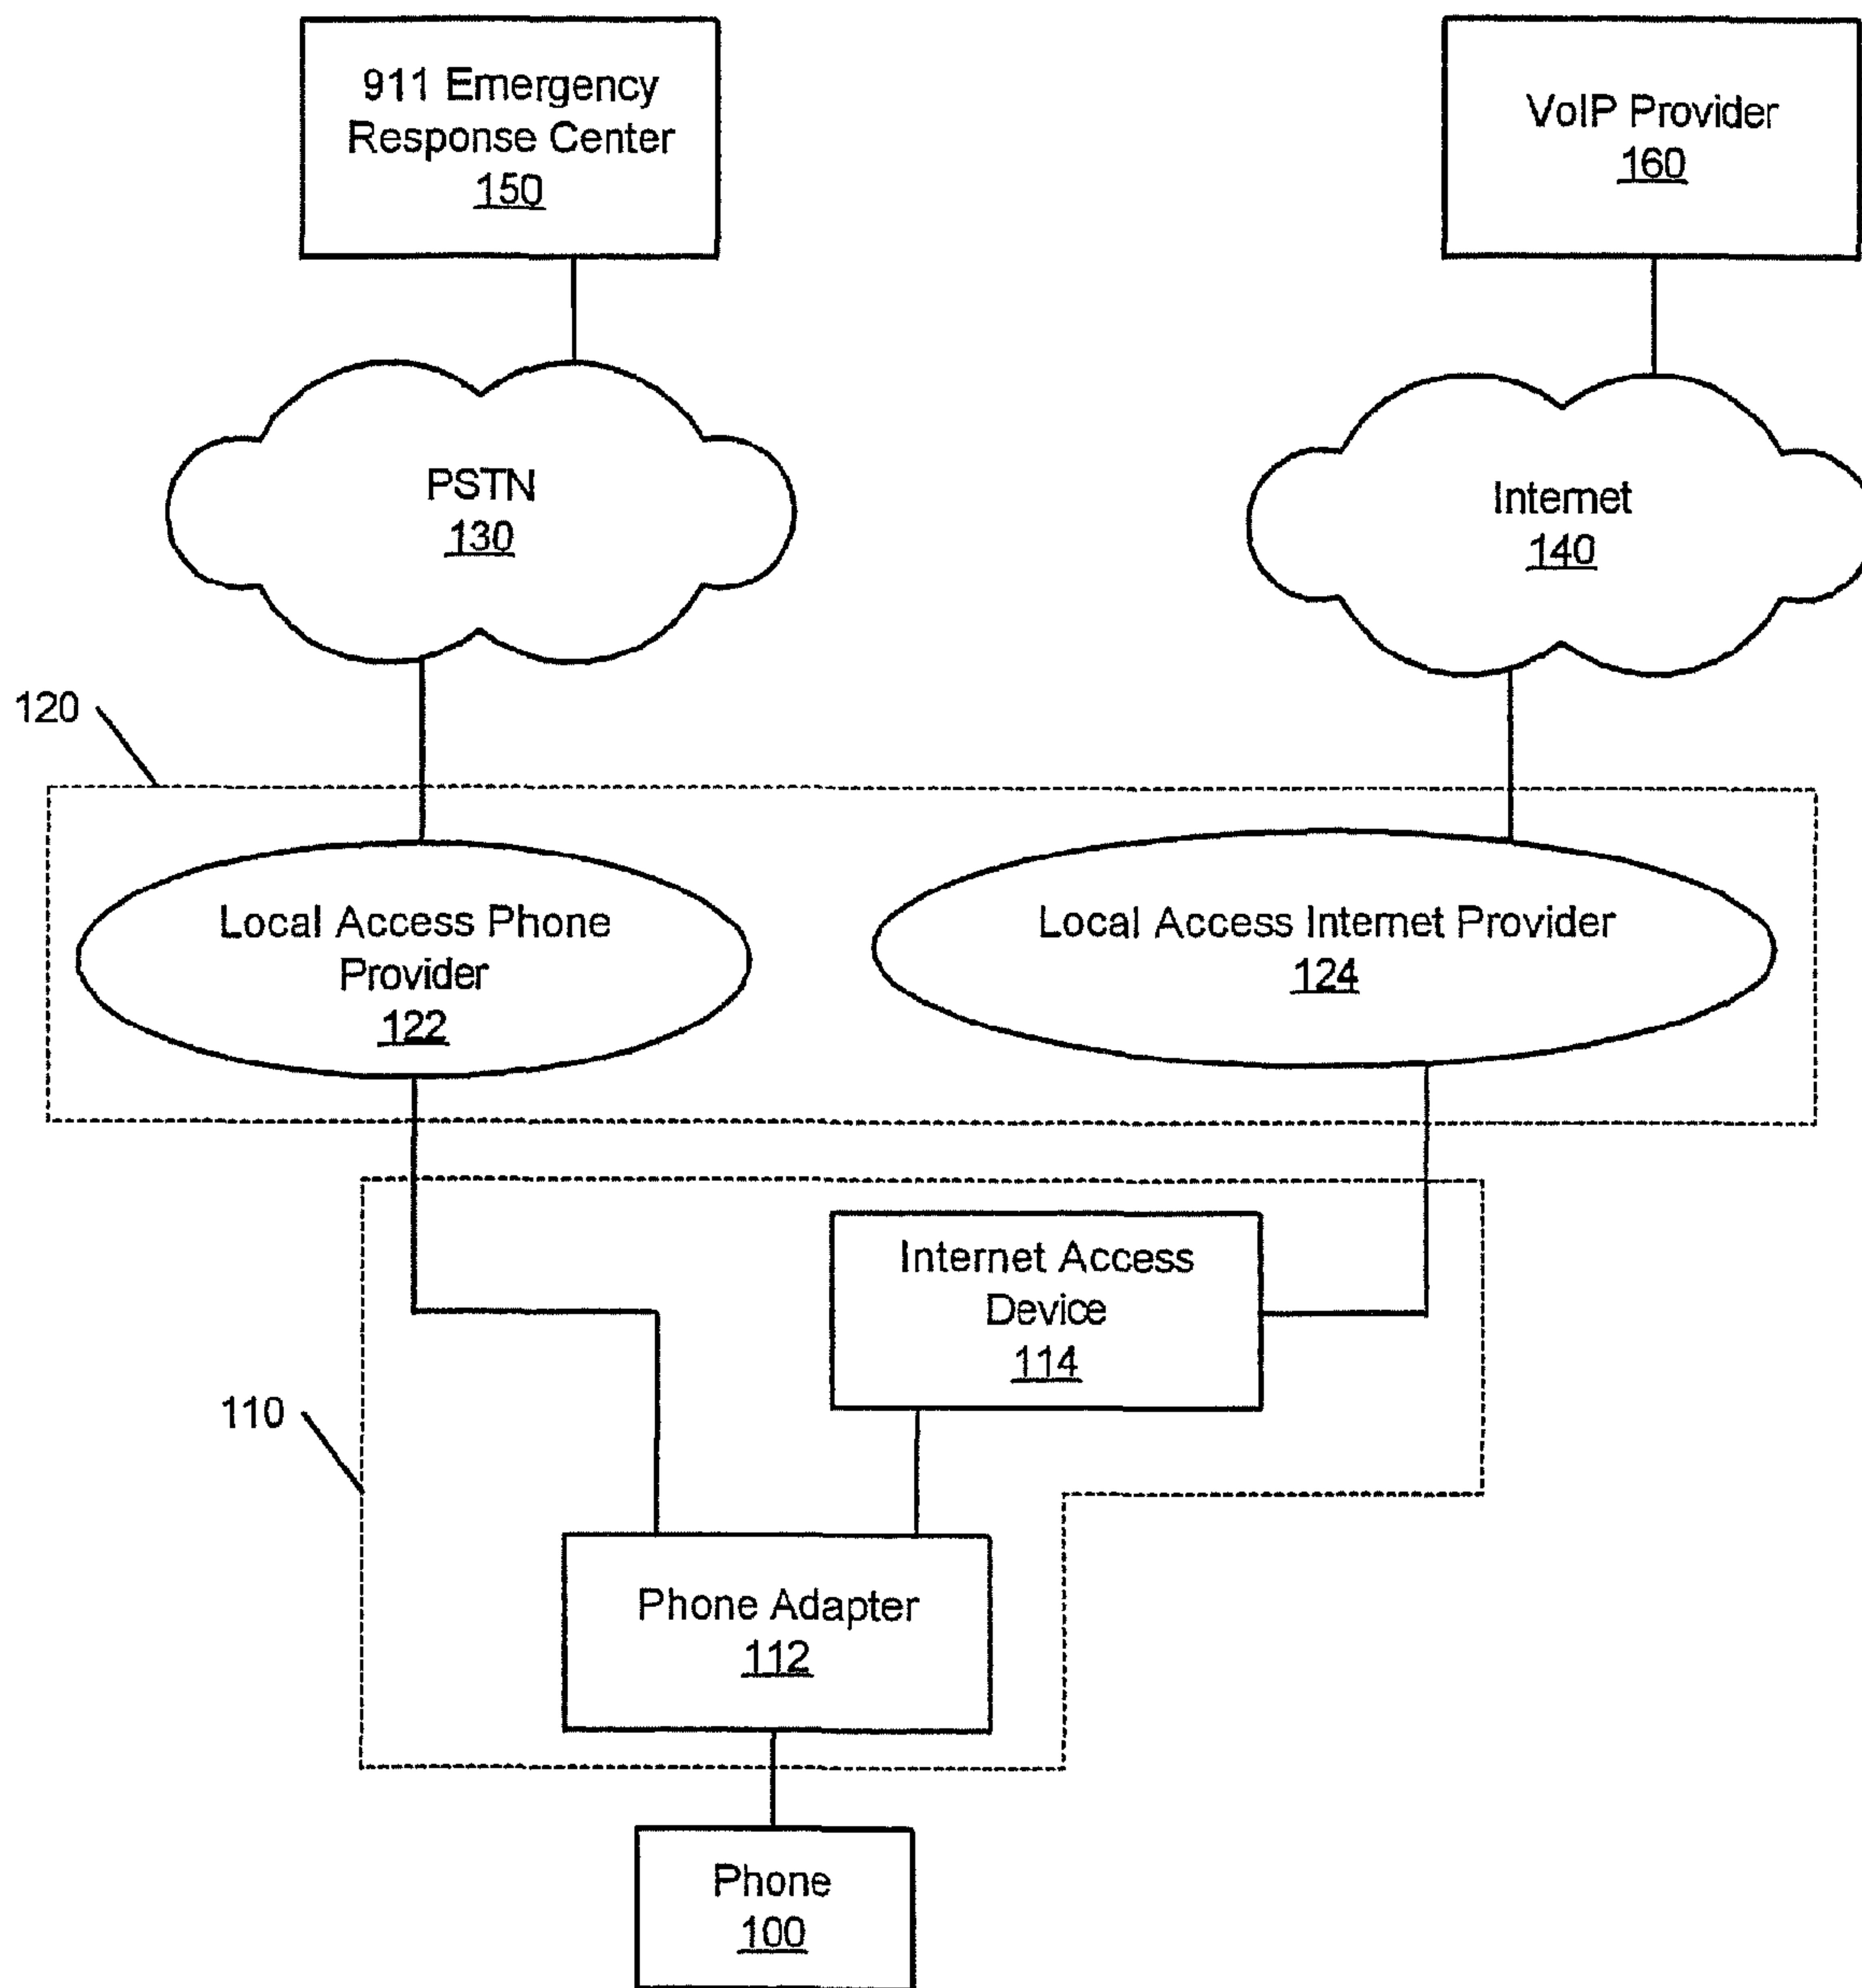 911 Emergency
Response Center
150
VoIP Provider
160
PSTN
130
Internet
140
120
Local Access Phone
Provider
122
Local Access Internet Provider
124
Internet Access
Device
114
110
Phone Adapter
112
Phone
100